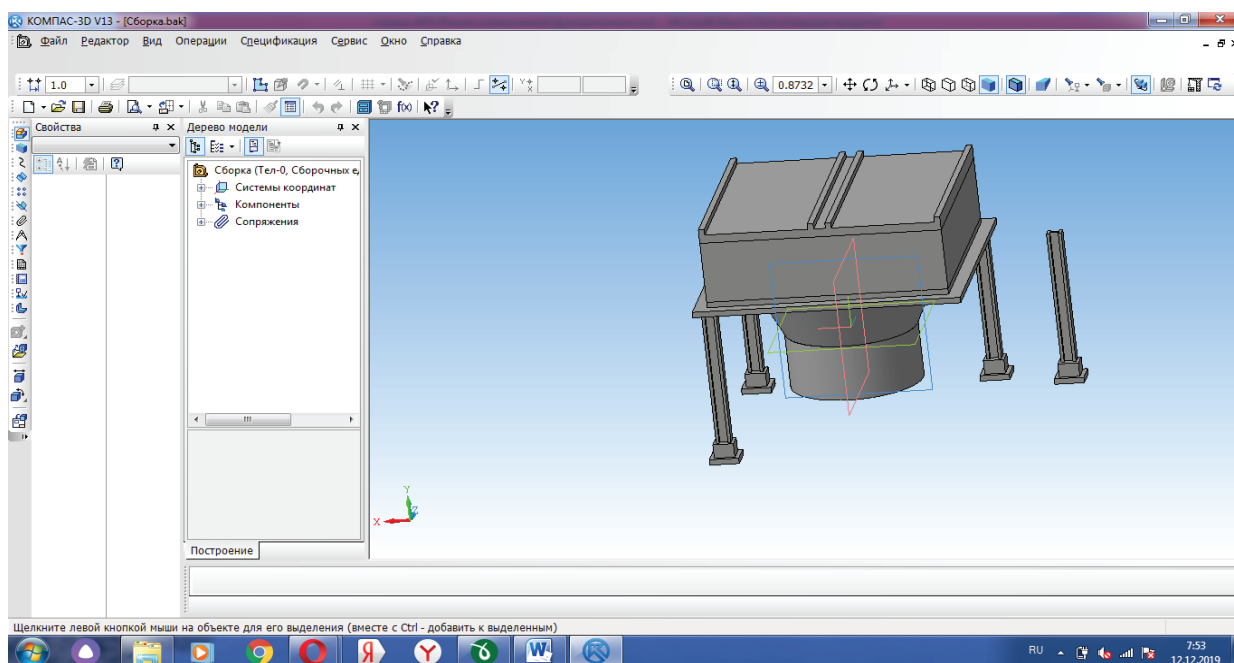 КОМПАС-3D V13 - [Сборка.bak]
Файл Редактор Вид Операции Спецификация Сервис Окно Справка
1.0
0.8732
f(x)
Свойства
Дерево модели
Сборка (Тел-0, Сборочных е
Системы координат
Компоненты
Сопряжения
Y
Z
X
Построение
Щелкните левой кнопкой мыши на объекте для его выделения (вместе с Ctrl - добавить к выделенным)
RU
7:53
12.12.2019